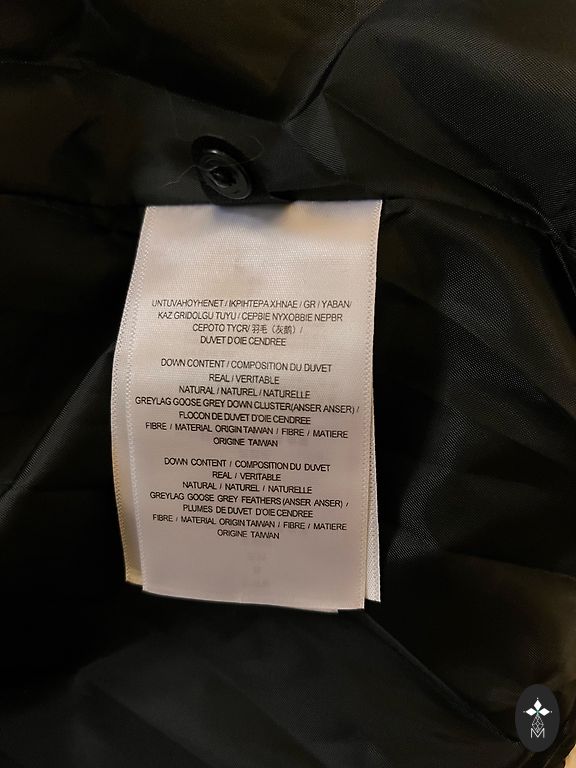 UNTUVAHOYHENET / IKPIHTEPA XHNAE / GR / YABAN/
KAZ GRIDOLGU TUYU / CEPBIE NYXOBBIE NEPBR
CEPOTO TYCR/ 羽毛 (灰鹅) /
DUVET D'OIE CENDREE
DOWN CONTENT / COMPOSITION DU DUVET
REAL / VERITABLE
NATURAL / NATUREL / NATURELLE
GREYLAG GOOSE GREY DOWN CLUSTER(ANSER ANSER) /
FLOCON DE DUVET D'OIE CENDREE
FIBRE / MATERIAL ORIGIN TAIWAN / FIBRE / MATIERE
ORIGINE TAIWAN
DOWN CONTENT / COMPOSITION DU DUVET
REAL / VERITABLE
NATURAL / NATUREL / NATURELLE
GREYLAG GOOSE GREY FEATHERS (ANSER ANSER) /
PLUMES DE DUVET D'OIE CENDREE
FIBRE / MATERIAL ORIGIN TAIWAN / FIBRE / MATIERE
ORIGINE TAIWAN
M